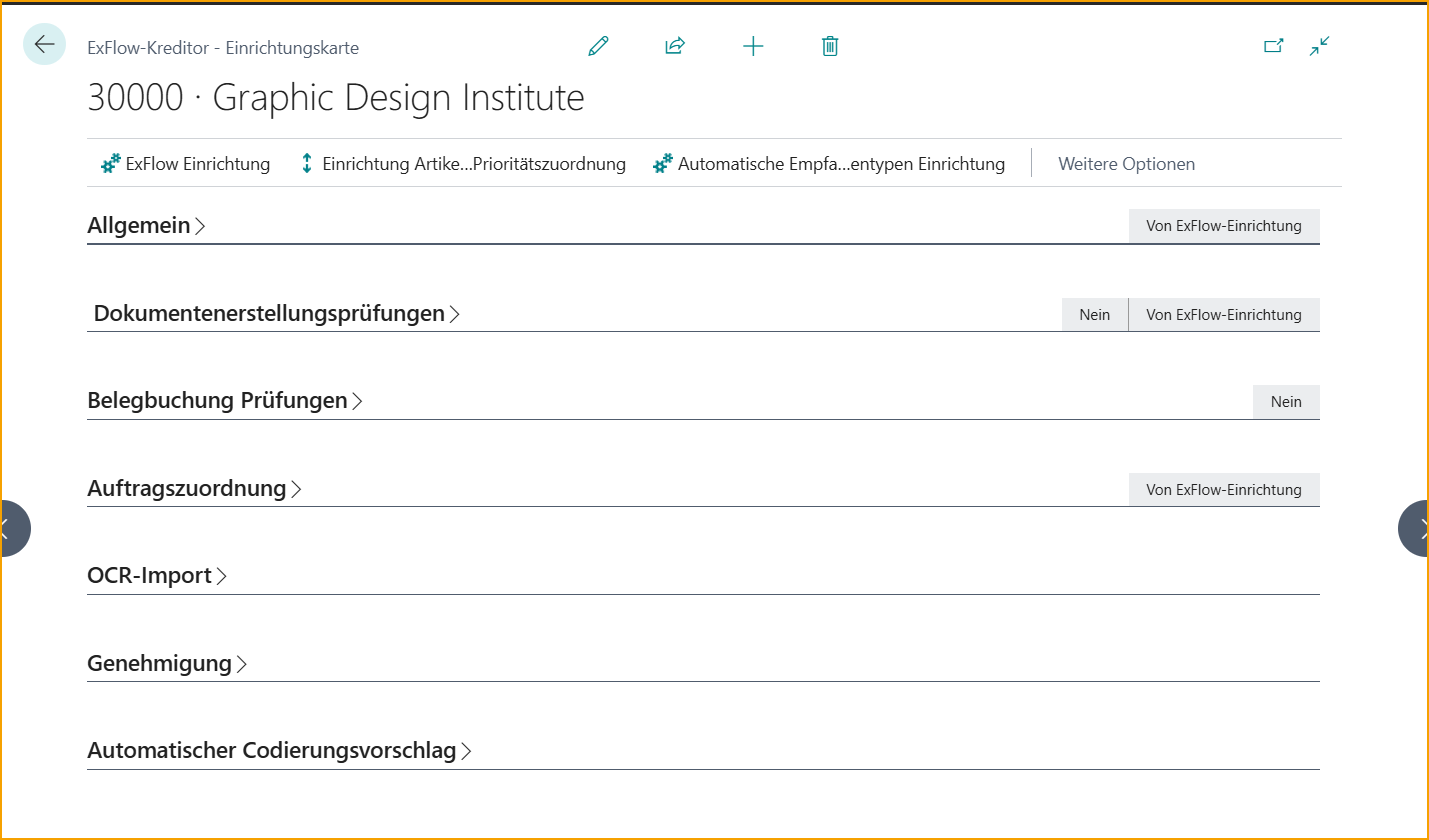 ExFlow-Kreditor - Einrichtungskarte
30000 · Graphic Design Institute
ExFlow Einrichtung Einrichtung Artike...Prioritätszuordnung Automatische Empfa...entypen Einrichtung Weitere Optionen
Allgemein Von ExFlow-Einrichtung
Dokumentenerstellungsprüfungen Nein Von ExFlow-Einrichtung
Belegbuchung Prüfungen Nein
Auftragszuordnung Von ExFlow-Einrichtung
OCR-Import
Genehmigung
Automatischer Codierungsvorschlag